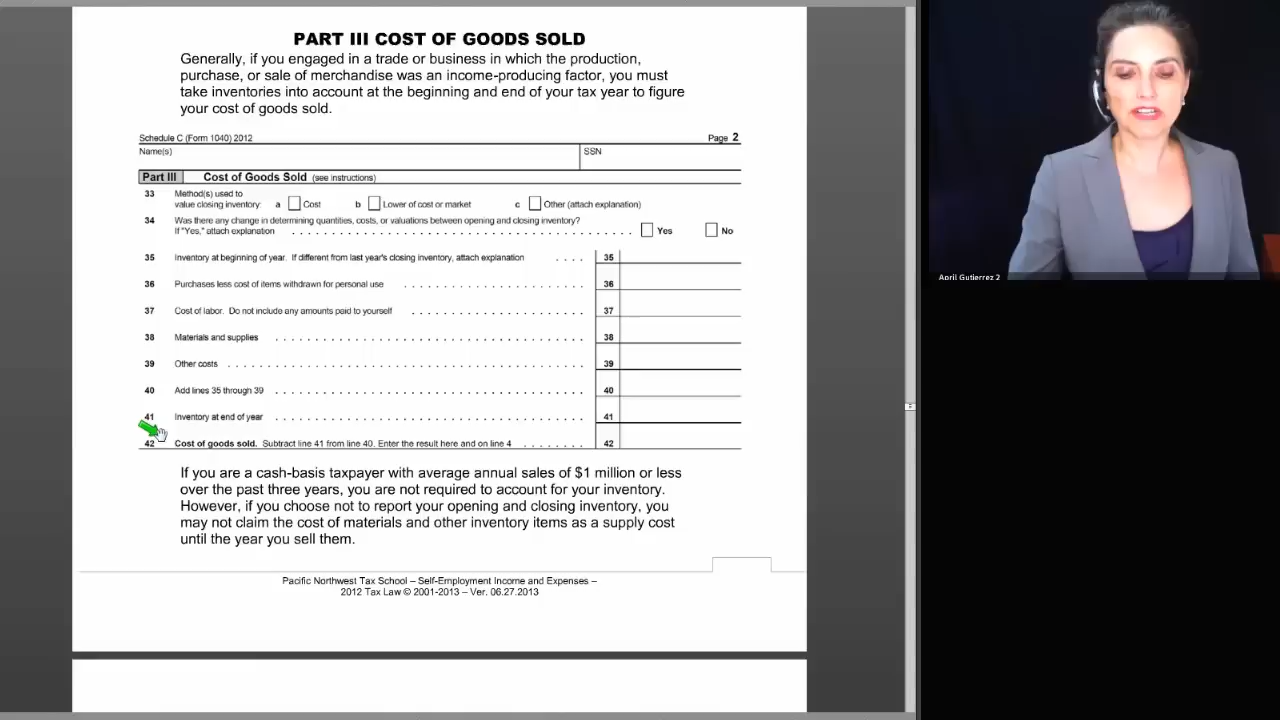 PART III COST OF GOODS SOLD
Generally, if you engaged in a trade or business in which the production,
purchase, or sale of merchandise was an income-producing factor, you must
take inventories into account at the beginning and end of your tax year to figure
your cost of goods sold.
Schedule C (Form 1040) 2012 Page 2
Name(s) SSN
Part III Cost of Goods Sold (see instructions)
33 Method(s) used to
value closing inventory: a Cost b Lower of cost or market c Other (attach explanation)
34 Was there any change in determining quantities, costs, or valuations between opening and closing inventory?
If "Yes," attach explanation . . . . . . . . . . . . . . . . . . . . . . . . . . . . . . . . . . . Yes No
35 Inventory at beginning of year. If different from last year's closing inventory, attach explanation . . . . 35
36 Purchases less cost of items withdrawn for personal use . . . . . . . . . . . . . . . . . . . 36
37 Cost of labor. Do not include any amounts paid to yourself . . . . . . . . . . . . . . . . . . 37
38 Materials and supplies . . . . . . . . . . . . . . . . . . . . . . . . . . . . . . . . 38
39 Other costs . . . . . . . . . . . . . . . . . . . . . . . . . . . . . . . . . . . . . 39
40 Add lines 35 through 39 . . . . . . . . . . . . . . . . . . . . . . . . . . . . . . . . 40
41 Inventory at end of year . . . . . . . . . . . . . . . . . . . . . . . . . . . . . . . . 41
42 Cost of goods sold. Subtract line 41 from line 40. Enter the result here and on line 4 . . . . . . . . 42
If you are a cash-basis taxpayer with average annual sales of $1 million or less
over the past three years, you are not required to account for your inventory.
However, if you choose not to report your opening and closing inventory, you
may not claim the cost of materials and other inventory items as a supply cost
until the year you sell them.
Pacific Northwest Tax School – Self-Employment Income and Expenses –
2012 Tax Law © 2001-2013 – Ver. 06.27.2013
April Gutierrez 2